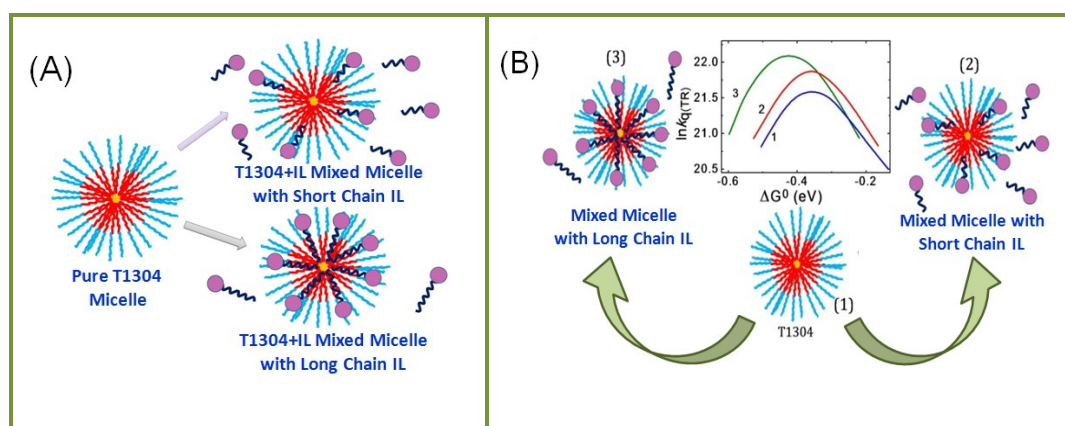 (A)
T1304+IL Mixed Micelle
with Short Chain IL
Pure T1304
Micelle
T1304+IL Mixed Micelle
with Long Chain IL
(B)
(3)
Mixed Micelle
with Long Chain IL
lnkq(TR)
22.0
21.5
21.0
20.5
3
2
1
-0.6
-0.4
-0.2
ΔG⁰ (eV)
(2)
Mixed Micelle with
Short Chain IL
(1)
T1304